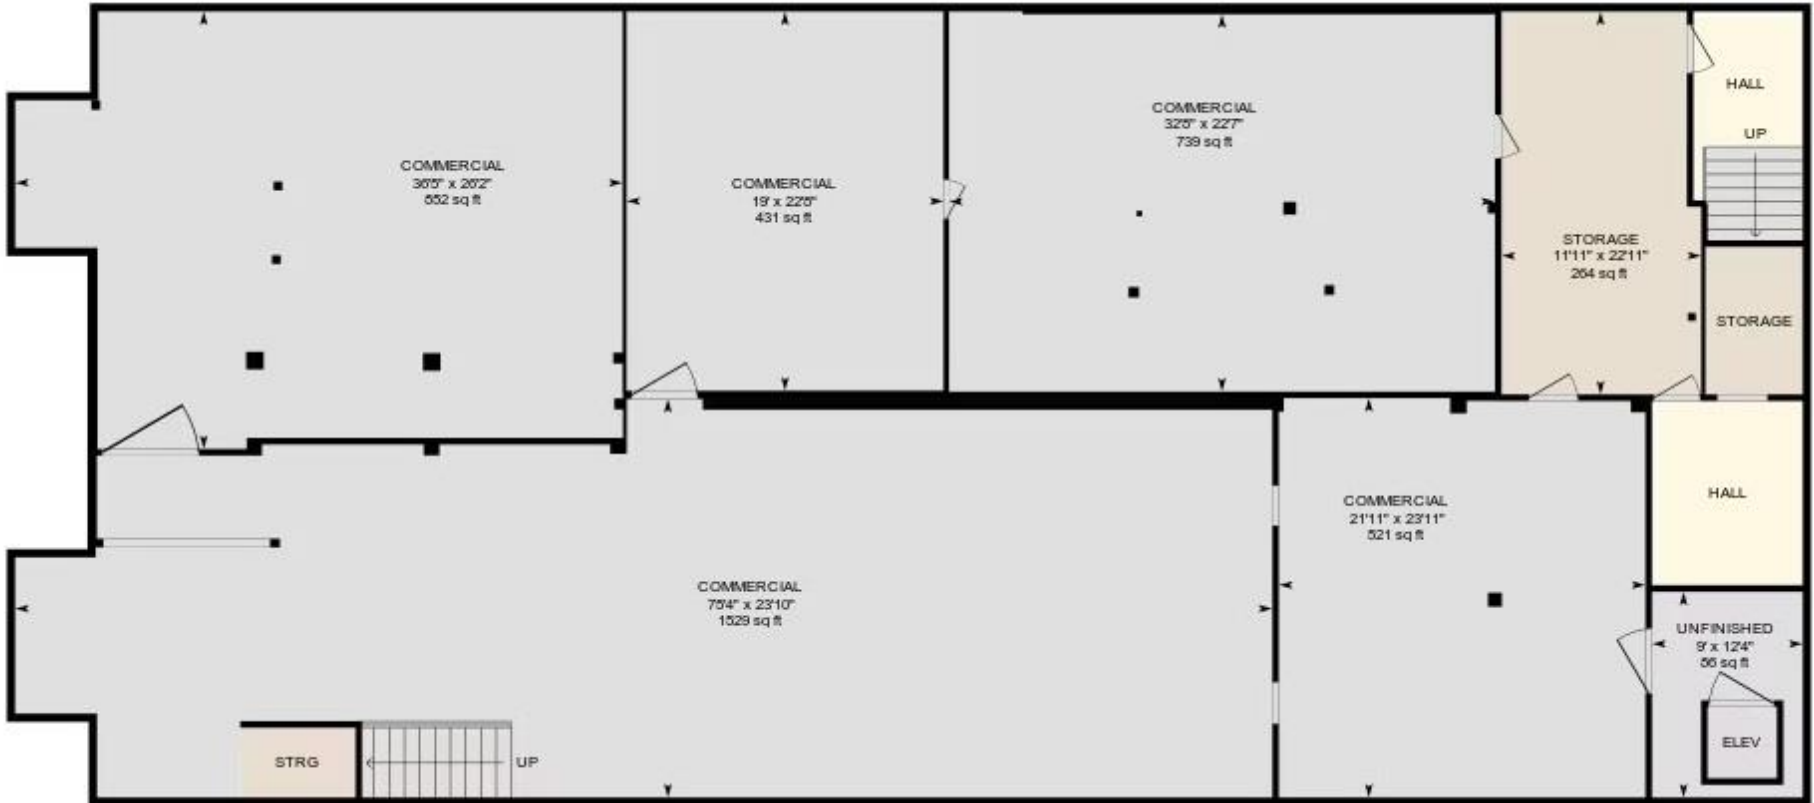 COMMERCIAL
36'5" x 26'2"
852 sq ft
COMMERCIAL
19' x 22'8"
431 sq ft
COMMERCIAL
32'8" x 22'7"
739 sq ft
HALL
UP
STORAGE
11'11" x 22'11"
264 sq ft
STORAGE
COMMERCIAL
75'4" x 23'10"
1529 sq ft
COMMERCIAL
21'11" x 23'11"
521 sq ft
HALL
UNFINISHED
9' x 12'4"
86 sq ft
ELEV
STRG
UP